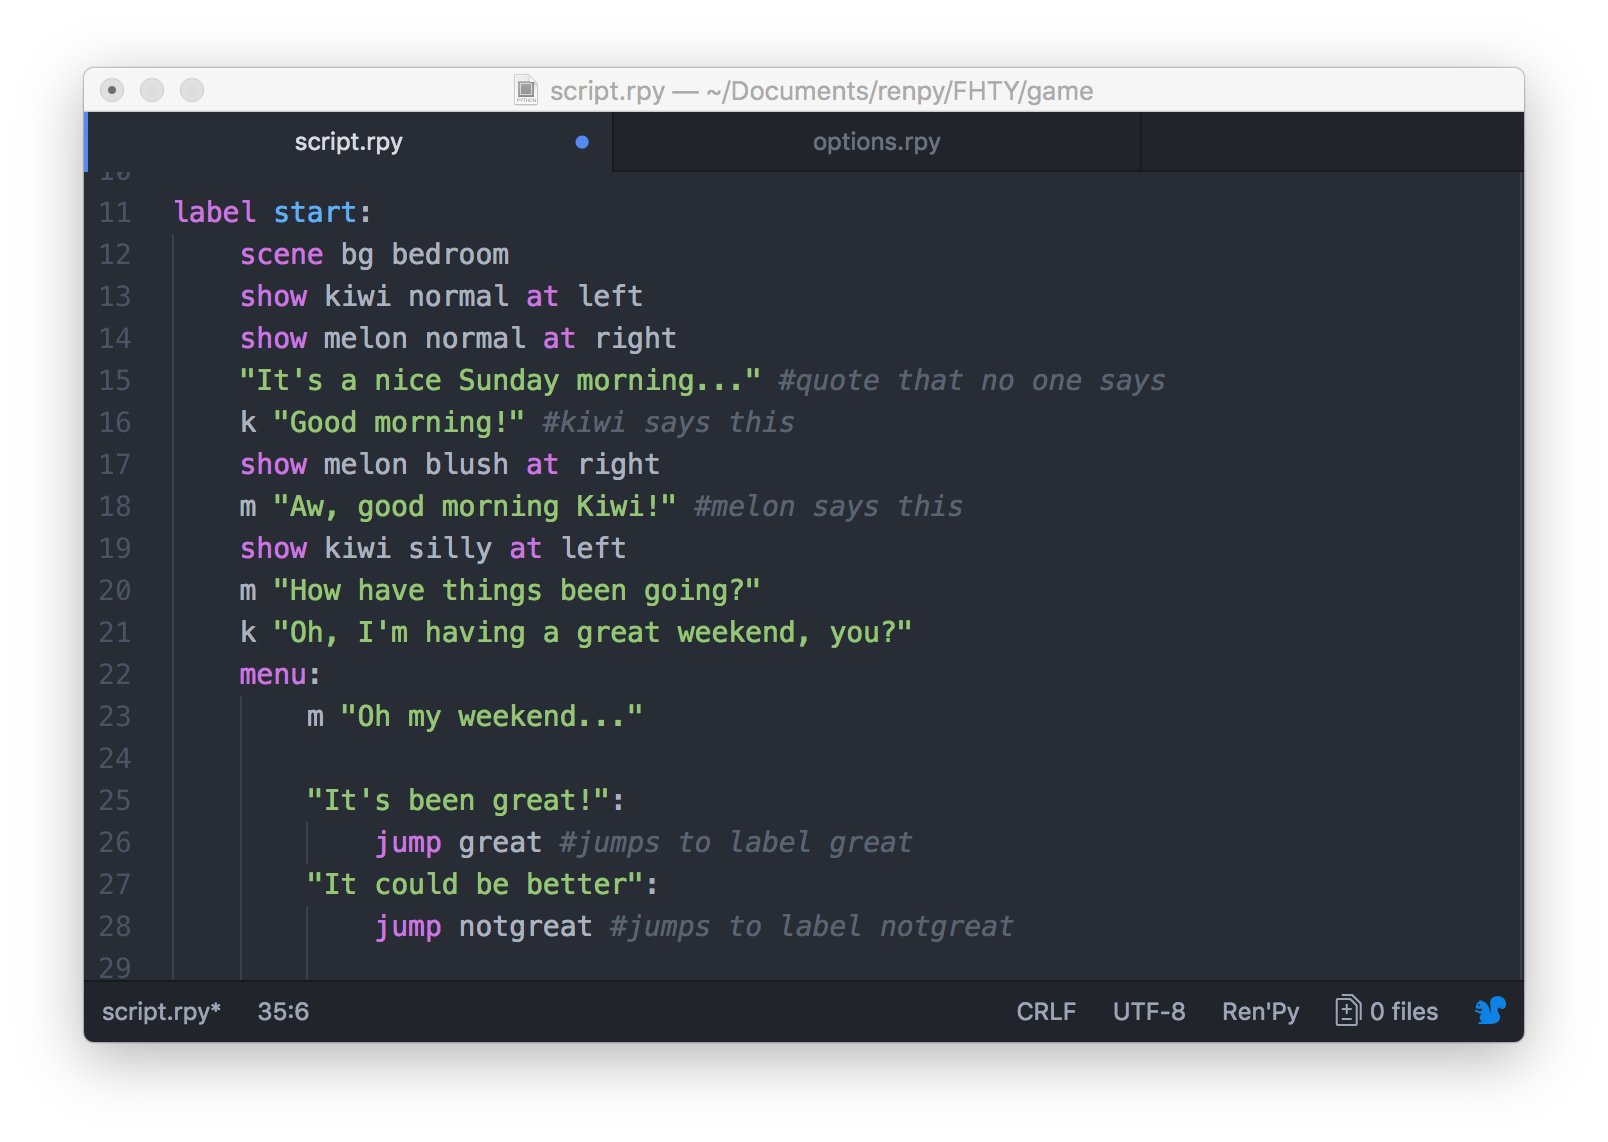 script.rpy — ~/Documents/renpy/FHTY/game
script.rpy options.rpy
10
11 label start:
12 scene bg bedroom
13 show kiwi normal at left
14 show melon normal at right
15 "It's a nice Sunday morning..." #quote that no one says
16 k "Good morning!" #kiwi says this
17 show melon blush at right
18 m "Aw, good morning Kiwi!" #melon says this
19 show kiwi silly at left
20 m "How have things been going?"
21 k "Oh, I'm having a great weekend, you?"
22 menu:
23 m "Oh my weekend..."
24
25 "It's been great!":
26 jump great #jumps to label great
27 "It could be better":
28 jump notgreat #jumps to label notgreat
29
script.rpy* 35:6 CRLF UTF-8 Ren'Py 0 files